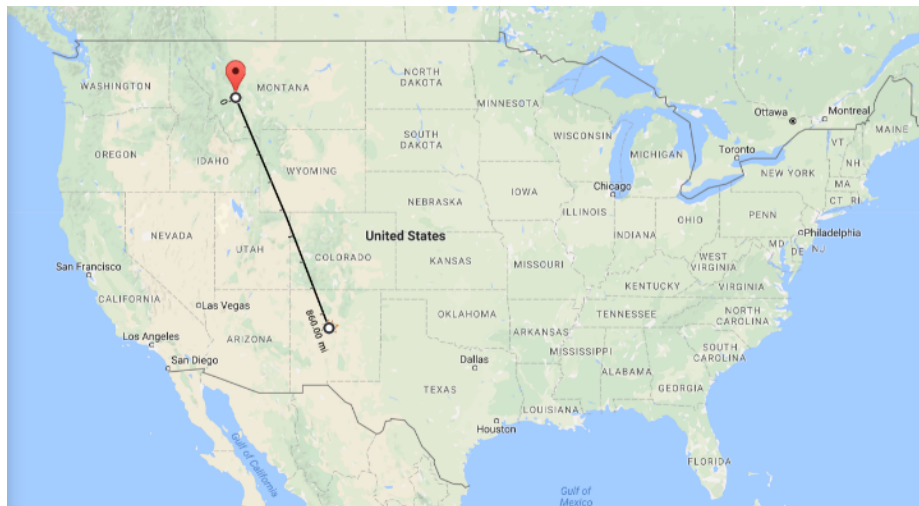 WASHINGTON
MONTANA
NORTH
DAKOTA
MINNESOTA
Ottawa
Montreal
MAINE
OREGON
IDAHO
SOUTH
DAKOTA
WISCONSIN
MICHIGAN
Toronto
VT
NH
NEW YORK
MA
CT RI
WYOMING
Chicago
IOWA
NEBRASKA
ILLINOIS
INDIANA
OHIO
PENN
Philadelphia
MD
DE NJ
NEVADA
UTAH
COLORADO
United States
KANSAS
MISSOURI
WEST
VIRGINIA
VIRGINIA
KENTUCKY
San Francisco
CALIFORNIA
Las Vegas
0
860.00 mi
OKLAHOMA
TENNESSEE
NORTH
CAROLINA
ARKANSAS
Los Angeles
ARIZONA
San Diego
Dallas
MISSISSIPPI
SOUTH
CAROLINA
ALABAMA
GEORGIA
TEXAS
LOUISIANA
Houston
FLORIDA
Gulf of California
Gulf of
Mexico